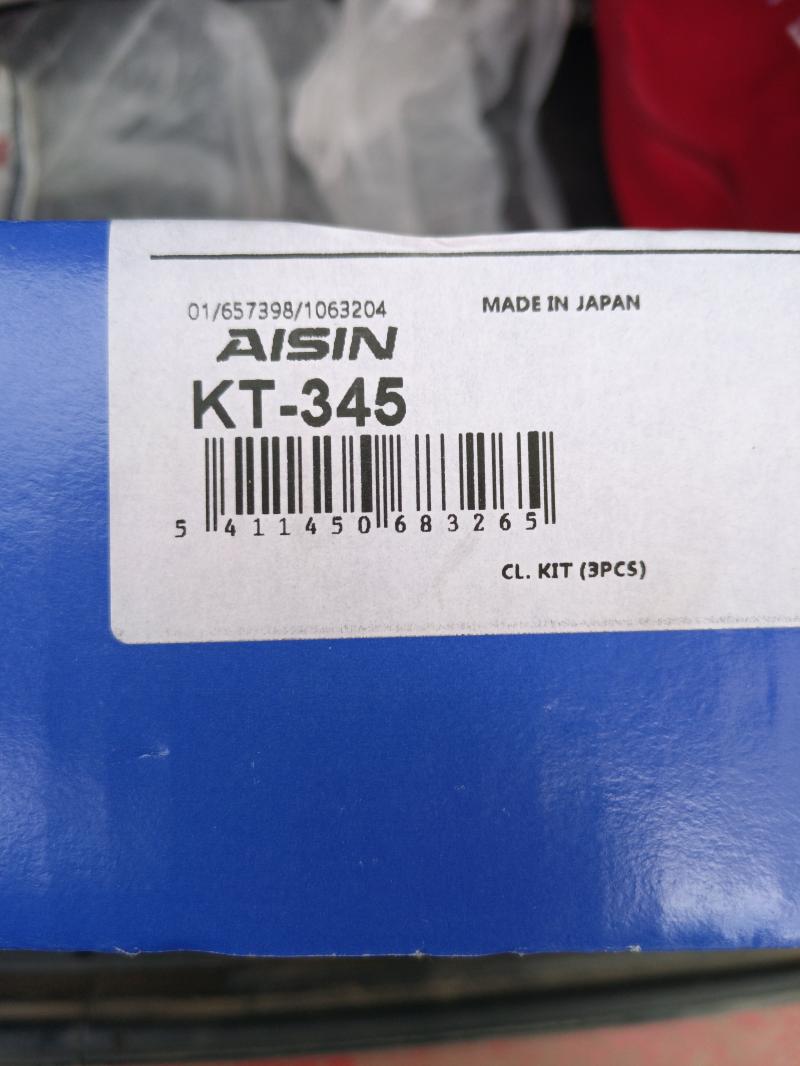 01/657398/1063204
MADE IN JAPAN
AISIN
KT-345
5 411450 683265
CL. KIT (3PCS)